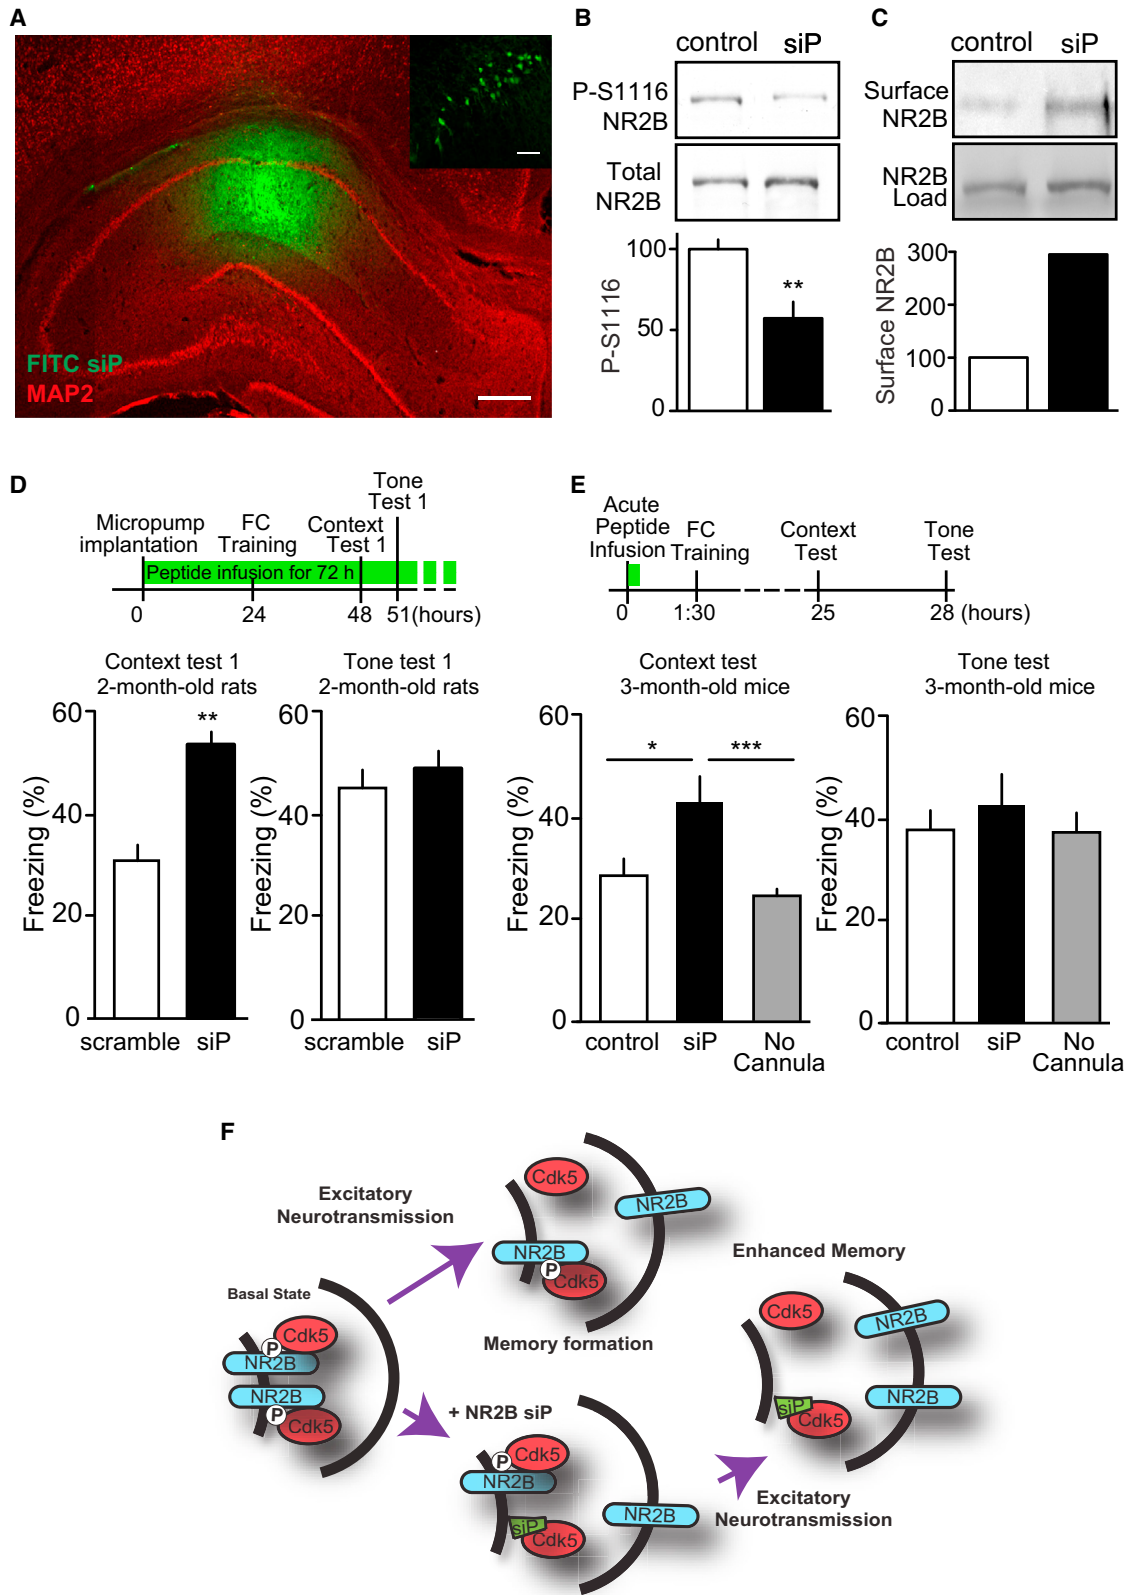 A
FITC siP
MAP2
B
control siP
P-S1116
NR2B
Total
NR2B
P-S1116
100
50
0
**
C
control siP
Surface
NR2B
NR2B
Load
Surface NR2B
300
200
100
0
D
Micropump
implantation
FC
Training
Context
Test 1
Tone
Test 1
Peptide infusion for 72 h
0 24 48 51(hours)
Context test 1
2-month-old rats
Freezing (%)
60
40
20
0
**
scramble siP
Tone test 1
2-month-old rats
Freezing (%)
60
40
20
0
scramble siP
E
Acute
Peptide
Infusion
FC
Training
Context
Test
Tone
Test
0 1:30 25 28 (hours)
Context test
3-month-old mice
Freezing (%)
60
40
20
0
* ***
control siP No
Cannula
Tone test
3-month-old mice
Freezing (%)
60
40
20
0
control siP No
Cannula
F
Excitatory
Neurotransmission
Basal State
P
Cdk5
NR2B
NR2B
P
Cdk5
Cdk5
NR2B
NR2B
P
Cdk5
Memory formation
+ NR2B siP
P
Cdk5
NR2B
siP
Cdk5
NR2B
Enhanced Memory
Cdk5
NR2B
siP
Cdk5
NR2B
Excitatory
Neurotransmission